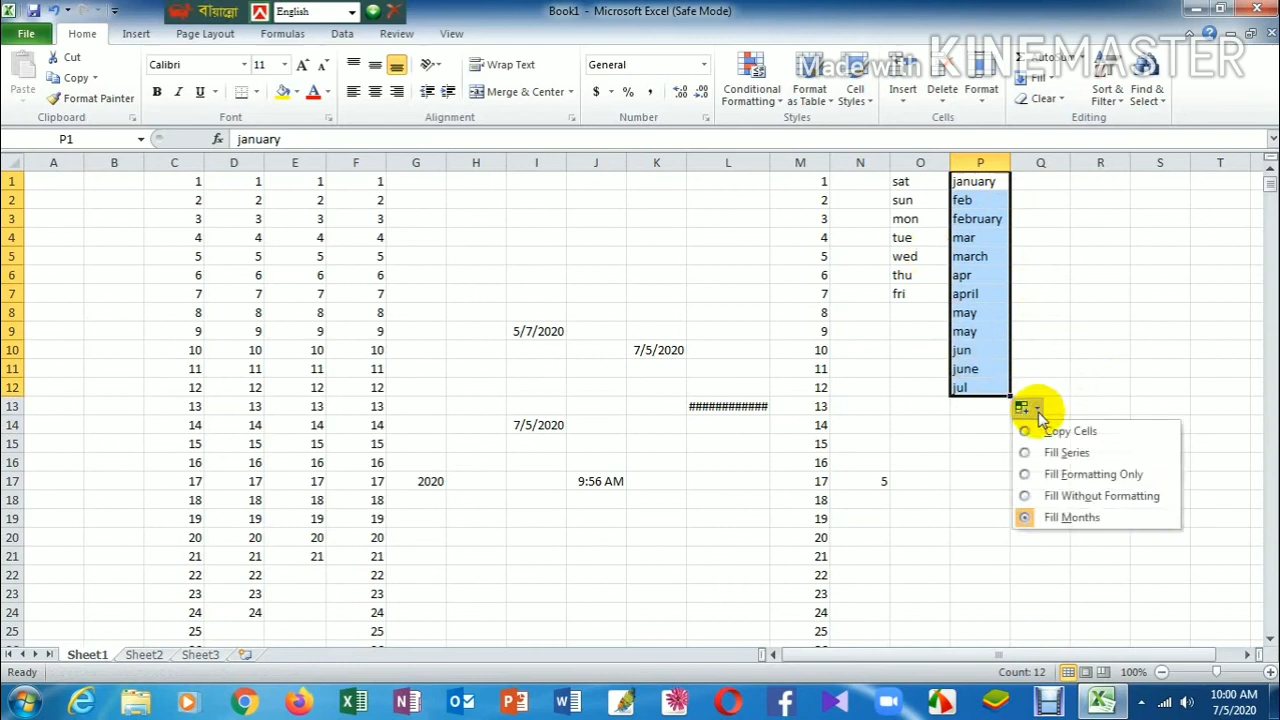 বায়ান্নো English Book1 - Microsoft Excel (Safe Mode)
File Home Insert Page Layout Formulas Data Review View
Made with KINEMASTER
Paste Cut Copy Format Painter Clipboard
Calibri 11 B I U Font
Wrap Text Merge & Center Alignment
General $ % , Number
Conditional Formatting Format as Table Cell Styles Styles
Insert Delete Format Cells
Σ AutoSum Fill Clear Sort & Filter Find & Select Editing
P1 fx january
A B C D E F G H I J K L M N O P Q R S T
1 1 1 1 1 1 sat january
2 2 2 2 2 2 sun feb
3 3 3 3 3 3 mon february
4 4 4 4 4 4 tue mar
5 5 5 5 5 5 wed march
6 6 6 6 6 6 thu apr
7 7 7 7 7 7 fri april
8 8 8 8 8 8 may
9 9 9 9 9 5/7/2020 9 may
10 10 10 10 10 7/5/2020 10 jun
11 11 11 11 11 11 june
12 12 12 12 12 12 jul
13 13 13 13 13 ############ 13
14 14 14 14 14 7/5/2020 14
15 15 15 15 15 15
16 16 16 16 16 16
17 17 17 17 17 2020 9:56 AM 17 5
18 18 18 18 18 18
19 19 19 19 19 19
20 20 20 20 20 20
21 21 21 21 21 21
22 22 22 22 22
23 23 23 23 23
24 24 24 24 24
25 25 25 25
Copy Cells
Fill Series
Fill Formatting Only
Fill Without Formatting
Fill Months
Sheet1 Sheet2 Sheet3
Ready Count: 12 100%
10:00 AM
7/5/2020